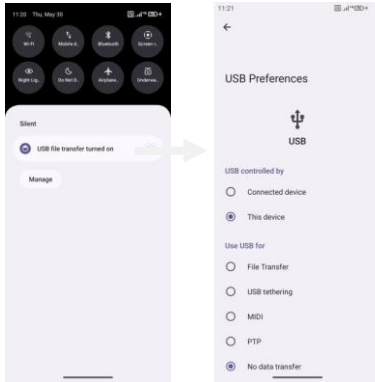 11:20 Thu, May 30
Wi-Fi
Mobile d..
Bluetooth
Screen r..
Night Lig..
Do Not D..
Airplane..
Underwa..
Silent
USB file transfer turned on
Manage
11:21
USB Preferences
USB
USB controlled by
Connected device
This device
Use USB for
File Transfer
USB tethering
MIDI
PTP
No data transfer